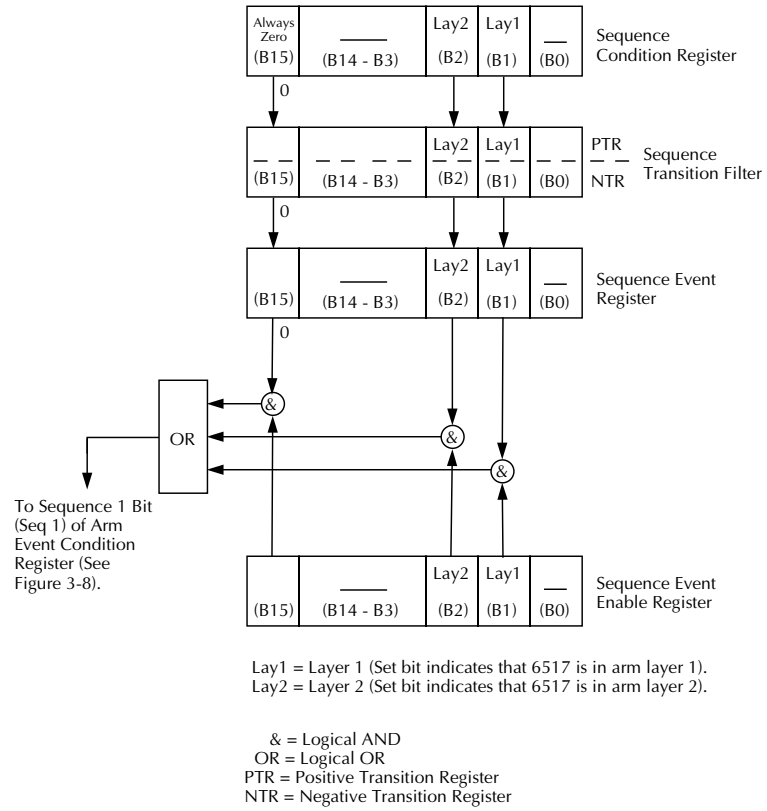 Always
Zero
(B15)
(B14 - B3)
Lay2
(B2)
Lay1
(B1)
(B0)
Sequence
Condition Register
0
(B15)
(B14 - B3)
Lay2
(B2)
Lay1
(B1)
(B0)
PTR
NTR
Sequence
Transition Filter
0
(B15)
(B14 - B3)
Lay2
(B2)
Lay1
(B1)
(B0)
Sequence Event
Register
0
&
OR
&
&
To Sequence 1 Bit
(Seq 1) of Arm
Event Condition
Register (See
Figure 3-8).
(B15)
(B14 - B3)
Lay2
(B2)
Lay1
(B1)
(B0)
Sequence Event
Enable Register
Lay1 = Layer 1 (Set bit indicates that 6517 is in arm layer 1).
Lay2 = Layer 2 (Set bit indicates that 6517 is in arm layer 2).
& = Logical AND
OR = Logical OR
PTR = Positive Transition Register
NTR = Negative Transition Register